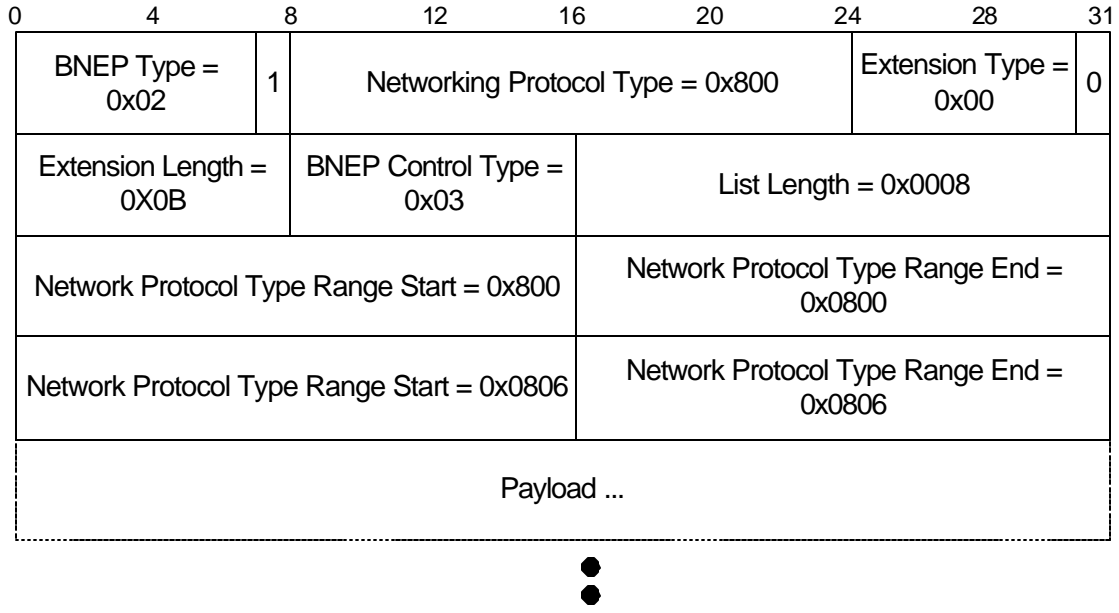 0 4 8 12 16 20 24 28 31
BNEP Type =
0x02
1
Networking Protocol Type = 0x800
Extension Type =
0x00
0
Extension Length =
0X0B
BNEP Control Type =
0x03
List Length = 0x0008
Network Protocol Type Range Start = 0x800
Network Protocol Type Range End =
0x0800
Network Protocol Type Range Start = 0x0806
Network Protocol Type Range End =
0x0806
Payload ...